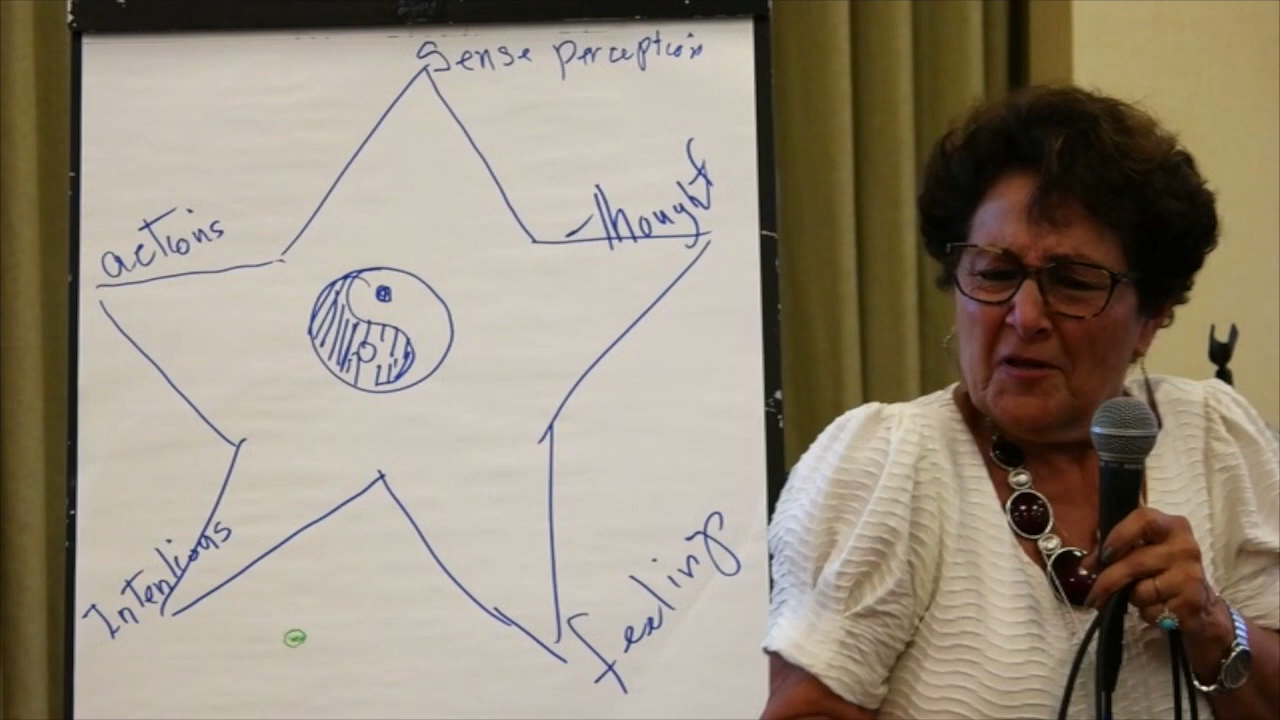 Sense perception
Thought
actions
Intentions
feeling